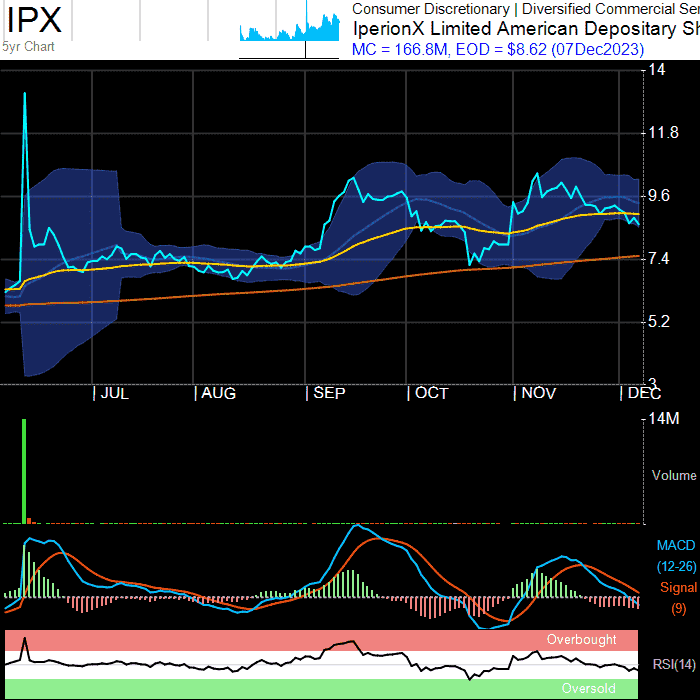 IPX
5yr Chart
Consumer Discretionary | Diversified Commercial Ser
IperionX Limited American Depositary Sh
MC = 166.8M, EOD = $8.62 (07Dec2023)
14
11.8
9.6
7.4
5.2
3
JUL AUG SEP OCT NOV DEC
14M
Volume
MACD
(12-26)
Signal
(9)
Overbought
RSI(14)
Oversold